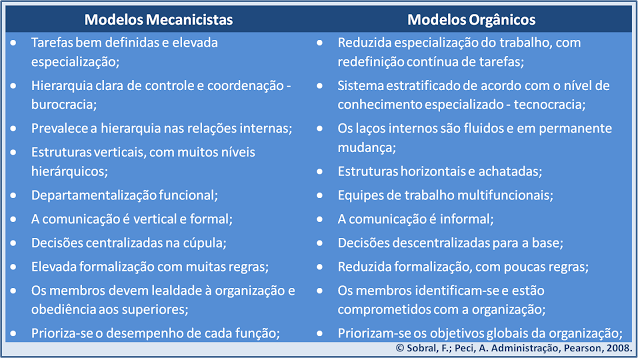 Modelos Mecanicistas
Tarefas bem definidas e elevada
especialização;
Hierarquia clara de controle e coordenação -
burocracia;
Prevalece a hierarquia nas relações internas;
Estruturas verticais, com muitos níveis
hierárquicos;
Departamentalização funcional;
A comunicação é vertical e formal;
Decisões centralizadas na cúpula;
Elevada formalização com muitas regras;
Os membros devem lealdade à organização e
obediência aos superiores;
Prioriza-se o desempenho de cada função;
Modelos Orgânicos
Reduzida especialização do trabalho, com
redefinição contínua de tarefas;
Sistema estratificado de acordo com o nível de
conhecimento especializado - tecnocracia;
Os laços internos são fluidos e em permanente
mudança;
Estruturas horizontais e achatadas;
Equipes de trabalho multifuncionais;
A comunicação é informal;
Decisões descentralizadas para a base;
Reduzida formalização, com poucas regras;
Os membros identificam-se e estão
comprometidos com a organização;
Priorizam-se os objetivos globais da organização;
© Sobral, F.; Peci, A. Administração, Pearson, 2008.